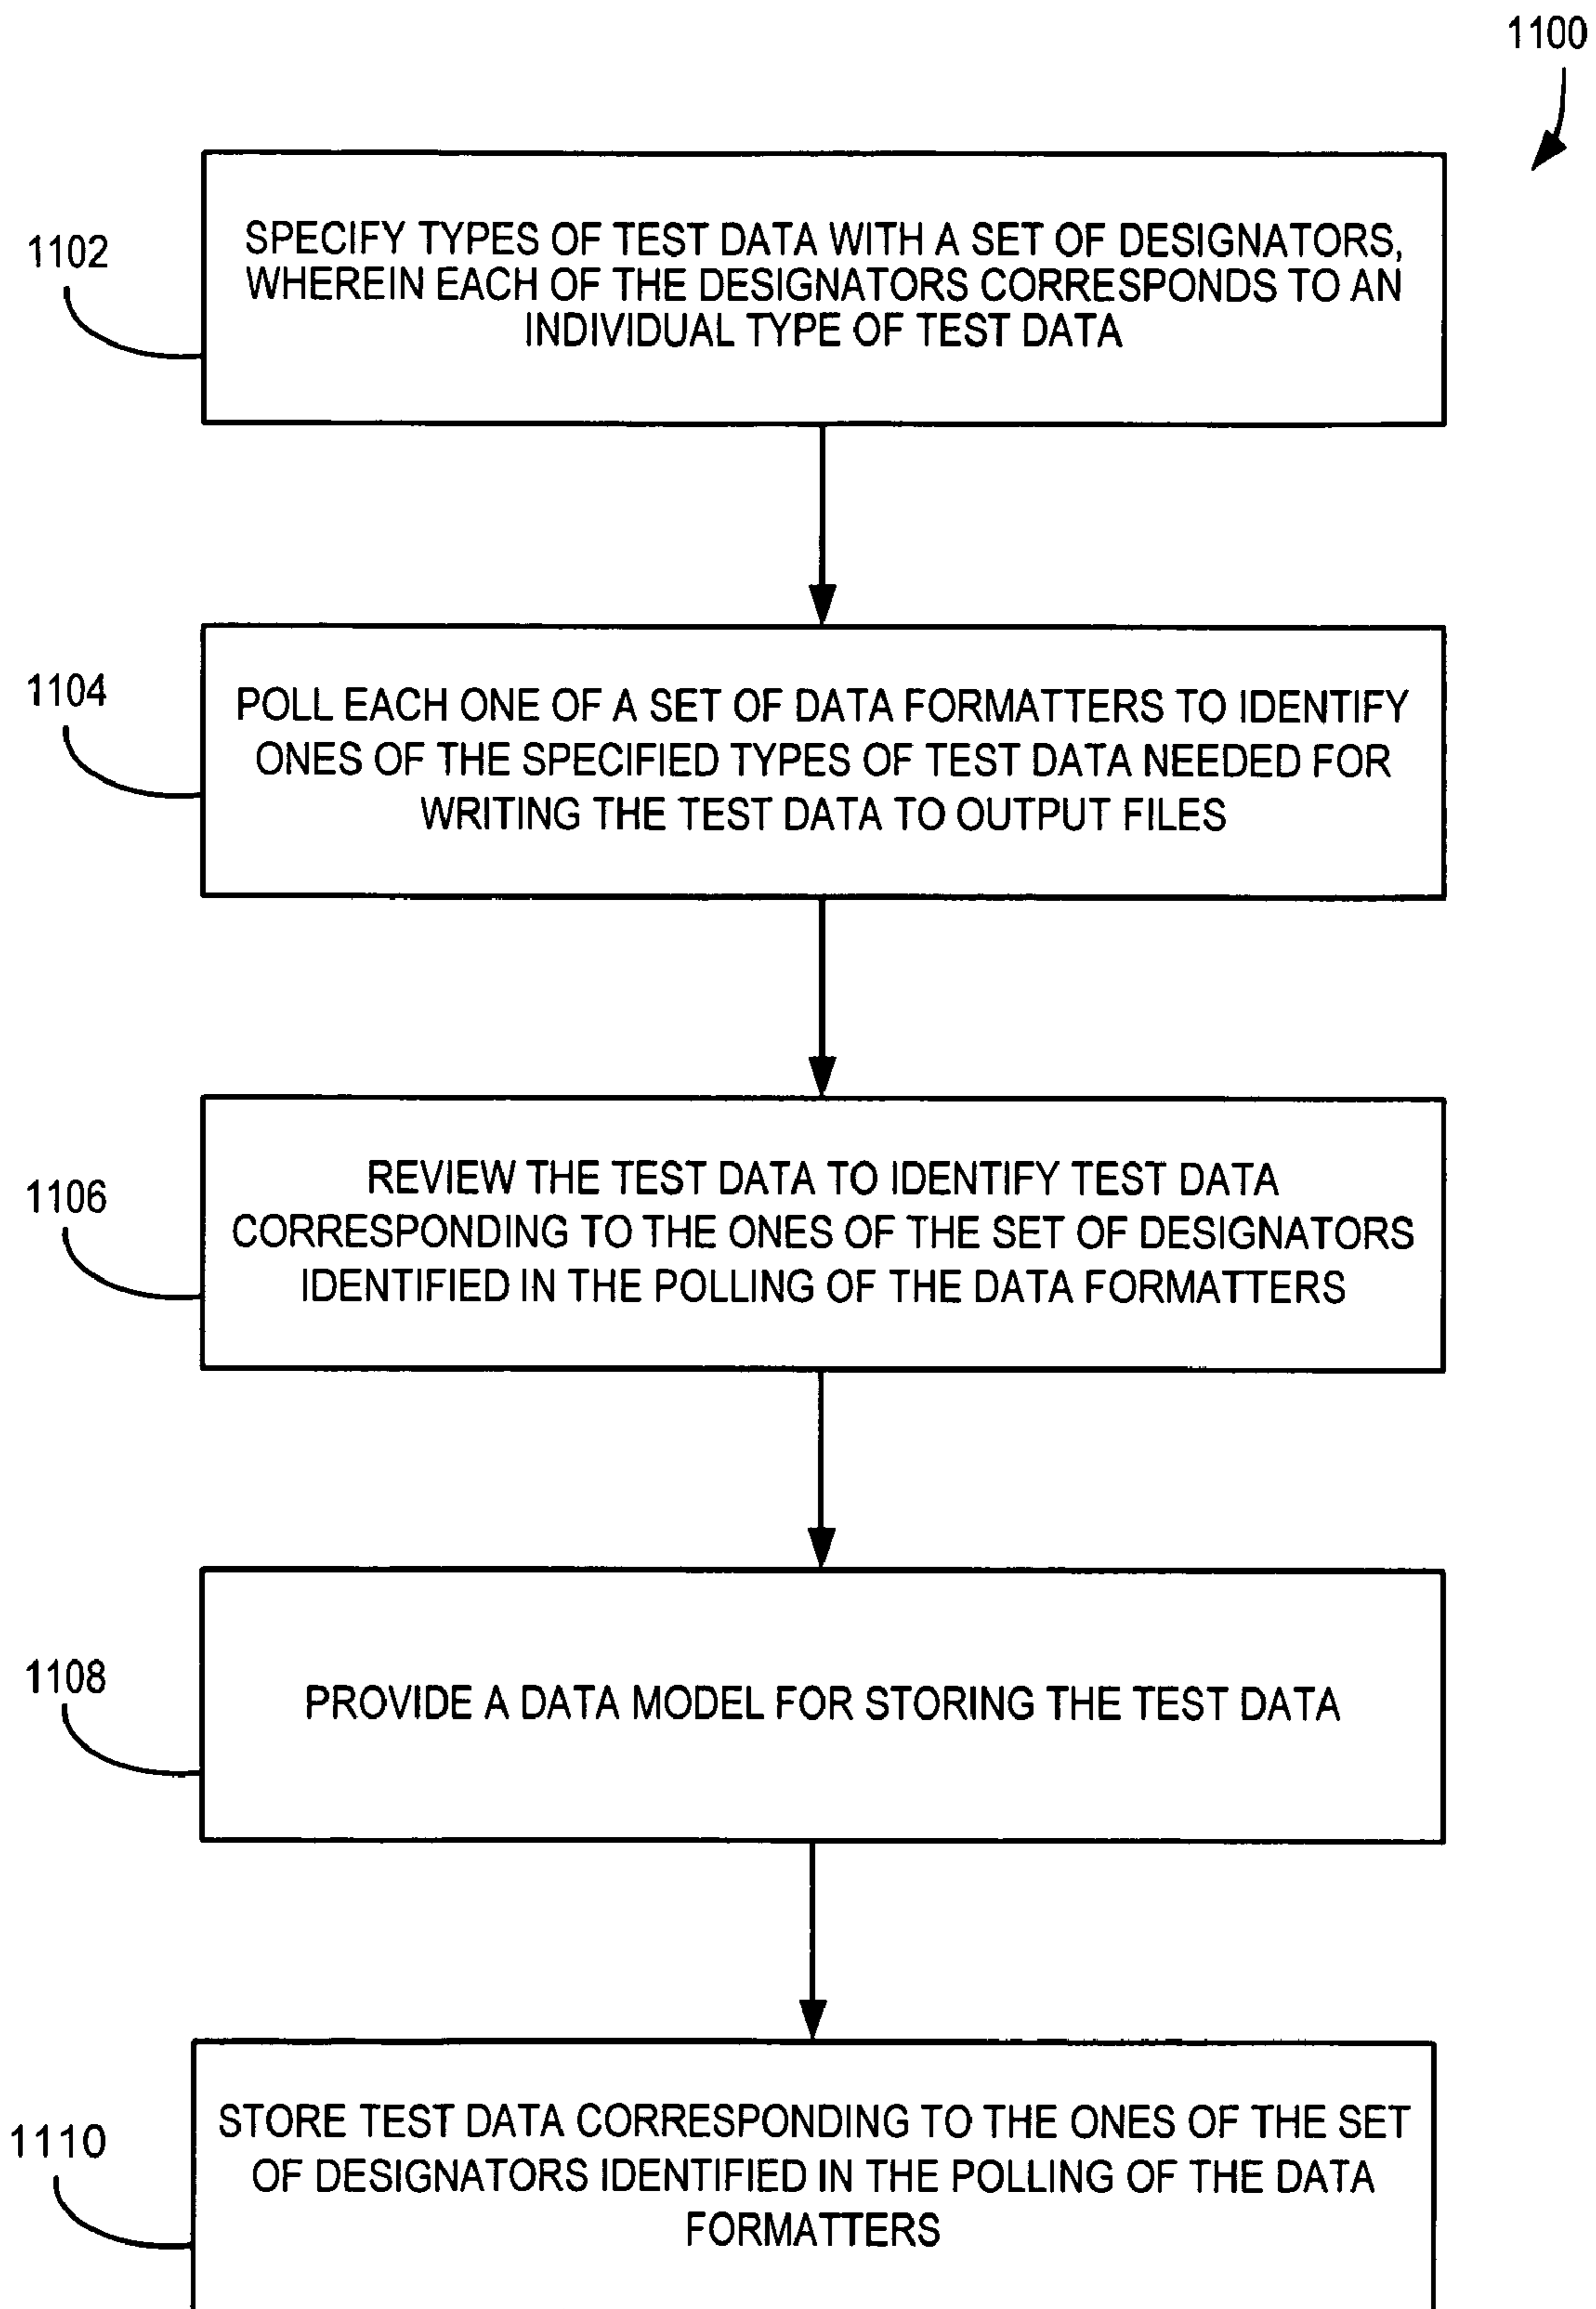 1100
1102
SPECIFY TYPES OF TEST DATA WITH A SET OF DESIGNATORS,
WHEREIN EACH OF THE DESIGNATORS CORRESPONDS TO AN
INDIVIDUAL TYPE OF TEST DATA
1104
POLL EACH ONE OF A SET OF DATA FORMATTERS TO IDENTIFY
ONES OF THE SPECIFIED TYPES OF TEST DATA NEEDED FOR
WRITING THE TEST DATA TO OUTPUT FILES
1106
REVIEW THE TEST DATA TO IDENTIFY TEST DATA
CORRESPONDING TO THE ONES OF THE SET OF DESIGNATORS
IDENTIFIED IN THE POLLING OF THE DATA FORMATTERS
1108
PROVIDE A DATA MODEL FOR STORING THE TEST DATA
1110
STORE TEST DATA CORRESPONDING TO THE ONES OF THE SET
OF DESIGNATORS IDENTIFIED IN THE POLLING OF THE DATA
FORMATTERS